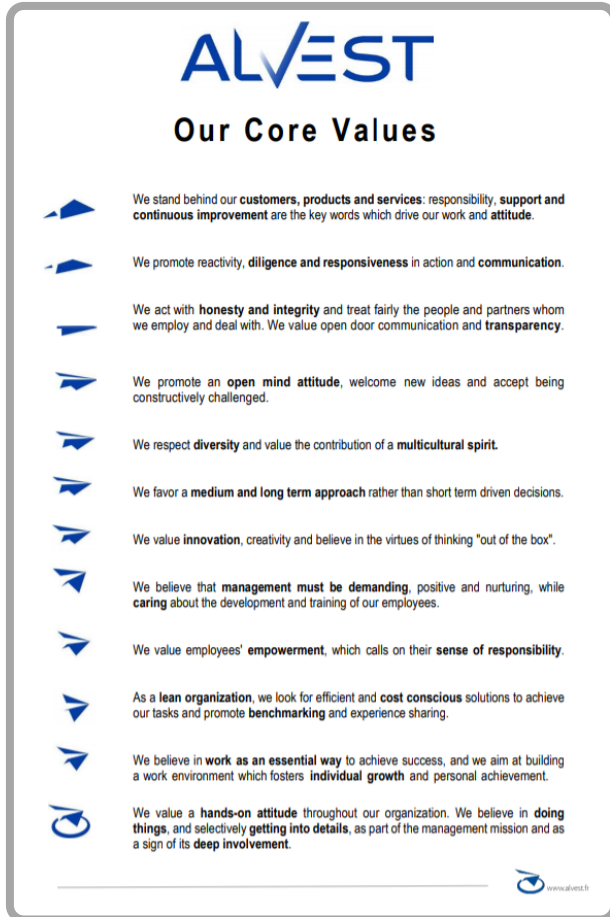 ALVEST
Our Core Values
We stand behind our customers, products and services: responsibility, support and
continuous improvement are the key words which drive our work and attitude.
We promote reactivity, diligence and responsiveness in action and communication.
We act with honesty and integrity and treat fairly the people and partners whom
we employ and deal with. We value open door communication and transparency.
We promote an open mind attitude, welcome new ideas and accept being
constructively challenged.
We respect diversity and value the contribution of a multicultural spirit.
We favor a medium and long term approach rather than short term driven decisions.
We value innovation, creativity and believe in the virtues of thinking "out of the box".
We believe that management must be demanding, positive and nurturing, while
caring about the development and training of our employees.
We value employees' empowerment, which calls on their sense of responsibility.
As a lean organization, we look for efficient and cost conscious solutions to achieve
our tasks and promote benchmarking and experience sharing.
We believe in work as an essential way to achieve success, and we aim at building
a work environment which fosters individual growth and personal achievement.
We value a hands-on attitude throughout our organization. We believe in doing
things, and selectively getting into details, as part of the management mission and as
a sign of its deep involvement.
www.alvest.fr